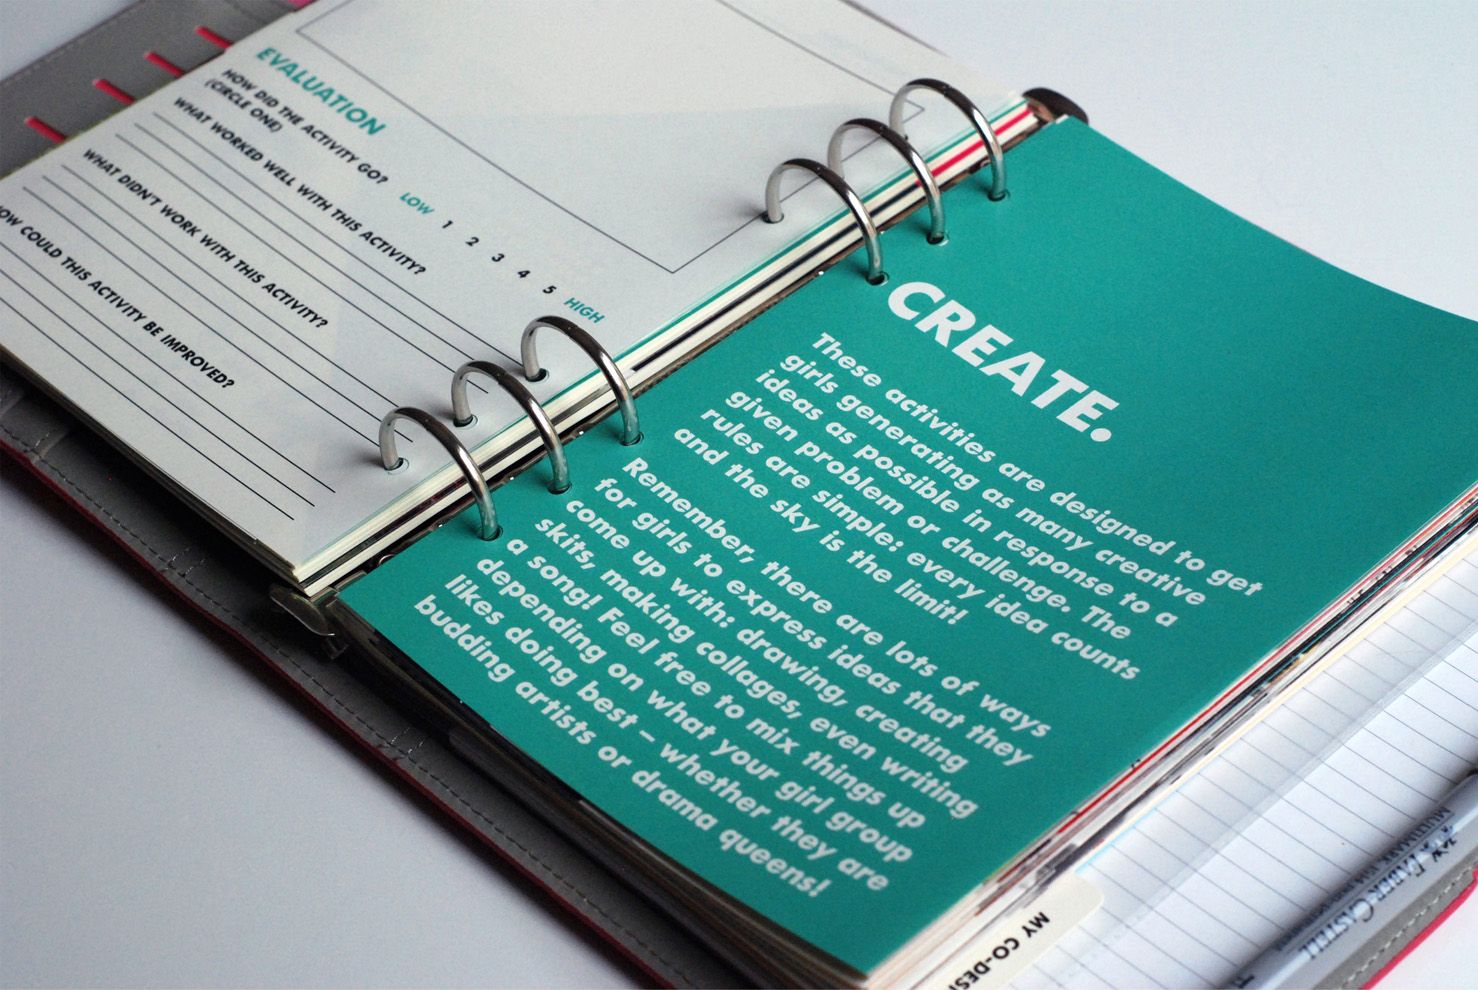 EVALUATION
HOW DID THE ACTIVITY GO? LOW 1 2 3 4 5 HIGH
(CIRCLE ONE)
WHAT WORKED WELL WITH THIS ACTIVITY?
WHAT DIDN'T WORK WITH THIS ACTIVITY?
HOW COULD THIS ACTIVITY BE IMPROVED?
CREATE.
These activities are designed to get
girls generating as many creative
ideas as possible in response to a
given problem or challenge. The
rules are simple: every idea counts
and the sky is the limit!
Remember, there are lots of ways
for girls to express ideas that they
come up with: drawing, creating
skits, making collages, even writing
a song! Feel free to mix things up
depending on what your girl group
likes doing best – whether they are
budding artists or drama queens!
MY CO-DESI
FABER-CASTELL